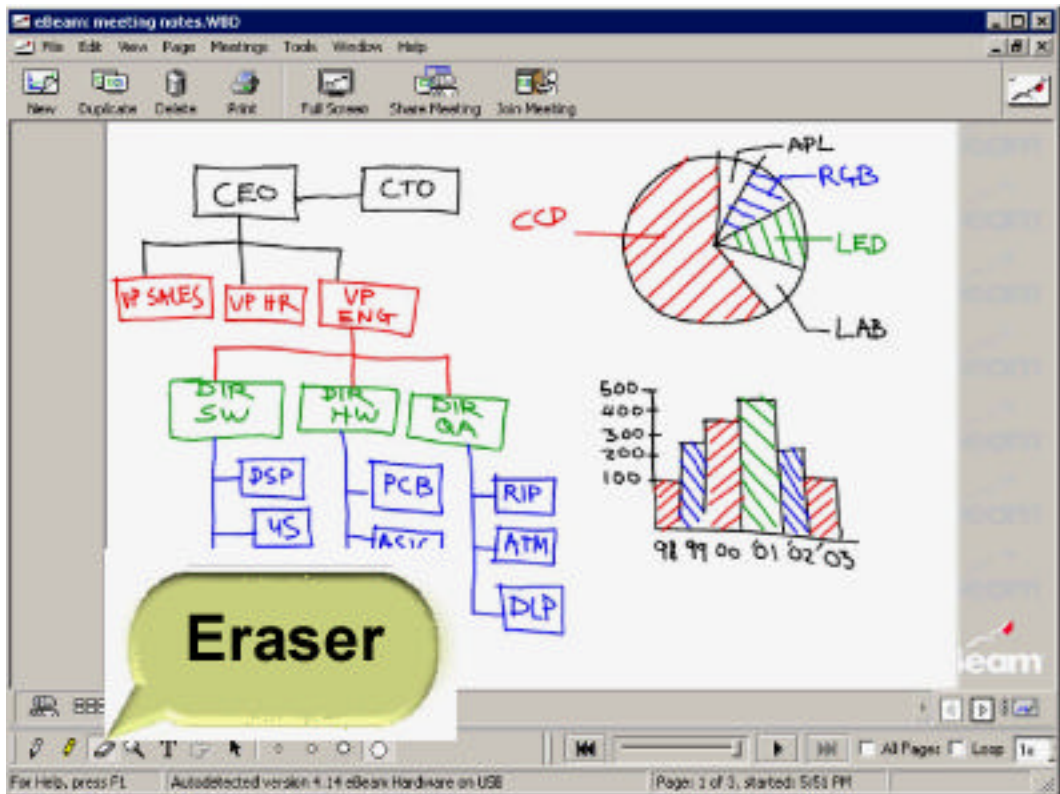 eBeam: meeting notes.WBD
File Edit View Page Meetings Tools Window Help
New Duplicate Delete Print Full Screen Share Meeting Join Meeting
CEO
CTO
VP SALES
VP HR
VP
ENG
DIR
SW
DIR
HW
DIR
QA
DSP
PCB
RIP
ATM
DLP
APL
RGB
CCD
LED
LAB
500
400
300
200
100
98 99 00 '01 '02 '03
Eraser
eam
T
All Pages Loop 1x
For Help, press F1 Autodetected version 4.14 eBeam Hardware on USB Page: 1 of 3, started: 5:51 PM